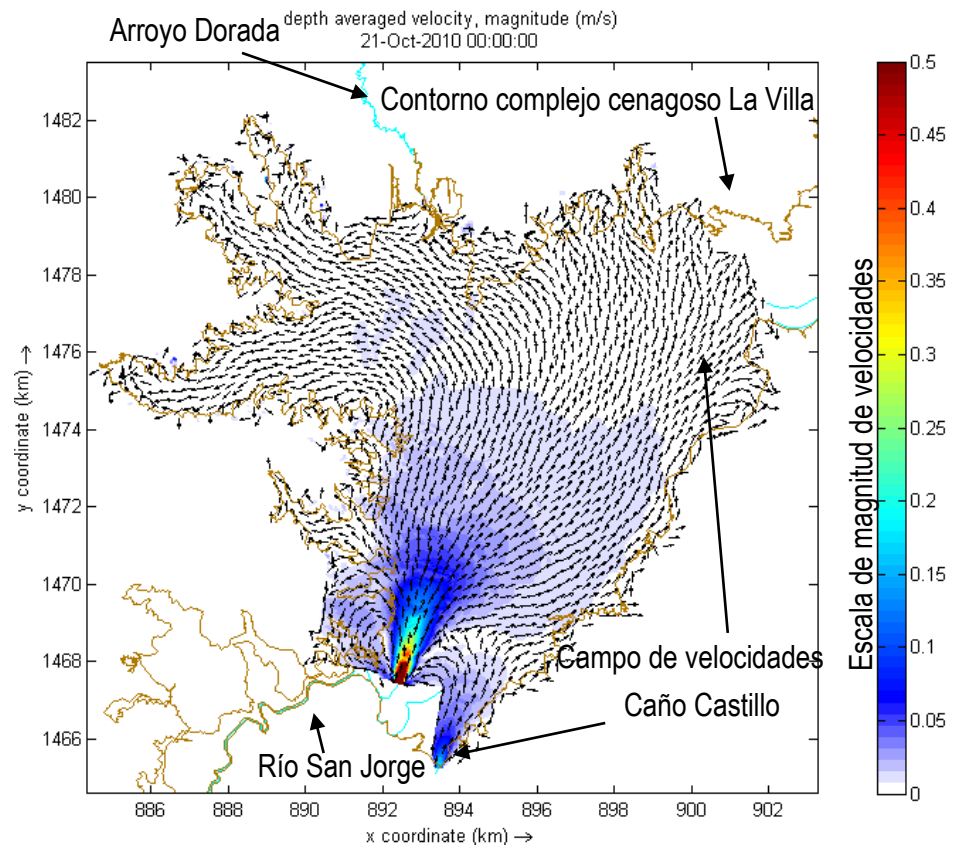 depth averaged velocity, magnitude (m/s)
21-Oct-2010 00:00:00
Arroyo Dorada
Contorno complejo cenagoso La Villa
Campo de velocidades
Caño Castillo
Río San Jorge
1482
1480
1478
1476
1474
1472
1470
1468
1466
y coordinate (km) →
886
888
890
892
894
896
898
900
902
x coordinate (km) →
Escala de magnitud de velocidades
0.5
0.45
0.4
0.35
0.3
0.25
0.2
0.15
0.1
0.05
0